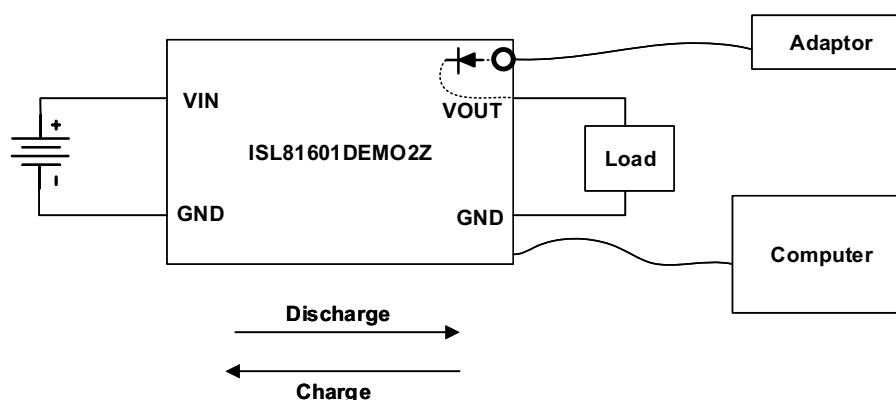 Adaptor
VIN
VOUT
+
ISL81601DEMO2Z
Load
-
GND
GND
Computer
Discharge
Charge